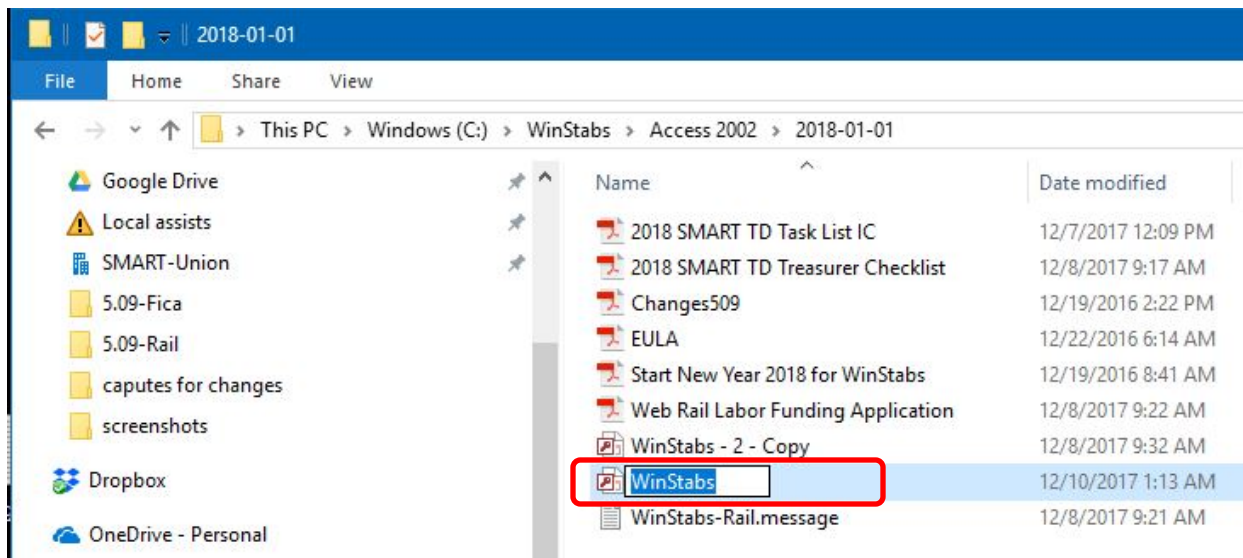 2018-01-01
File Home Share View
This PC > Windows (C:) > WinStabs > Access 2002 > 2018-01-01
Google Drive
Local assists
SMART-Union
5.09-Fica
5.09-Rail
caputes for changes
screenshots
Dropbox
OneDrive - Personal
Name Date modified
2018 SMART TD Task List IC 12/7/2017 12:09 PM
2018 SMART TD Treasurer Checklist 12/8/2017 9:17 AM
Changes509 12/19/2016 2:22 PM
EULA 12/22/2016 6:14 AM
Start New Year 2018 for WinStabs 12/19/2016 8:41 AM
Web Rail Labor Funding Application 12/8/2017 9:22 AM
WinStabs - 2 - Copy 12/8/2017 9:32 AM
WinStabs 12/10/2017 1:13 AM
WinStabs-Rail.message 12/8/2017 9:21 AM